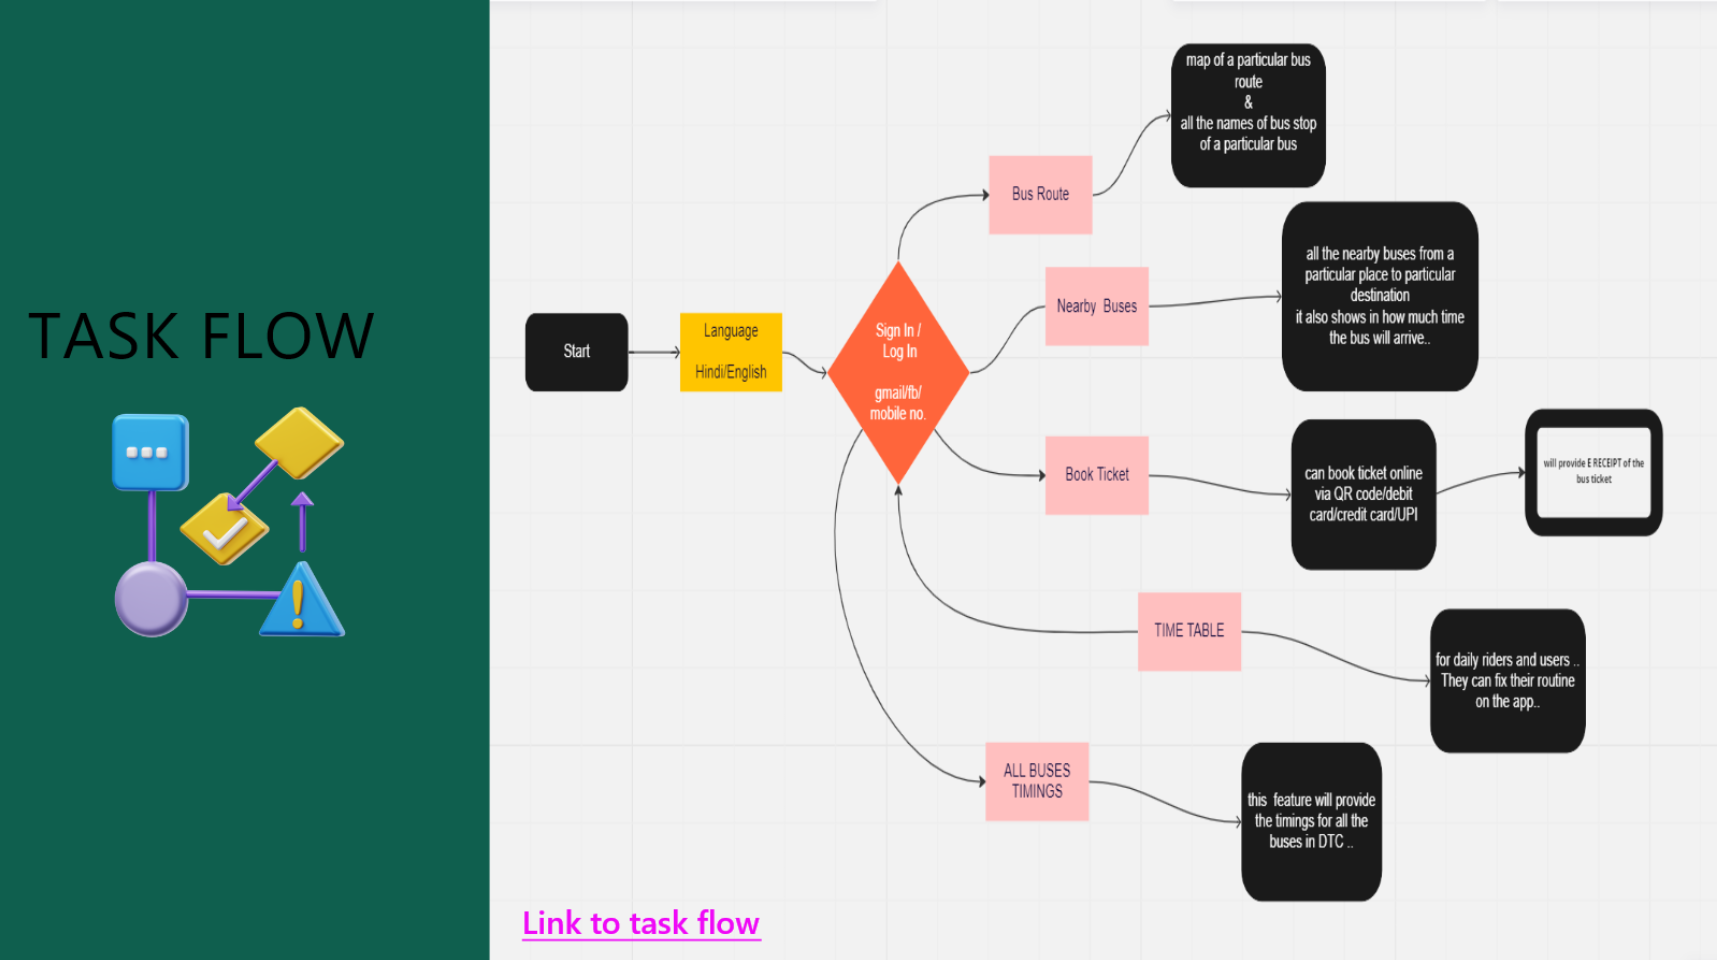 TASK FLOW
Start
Language
Hindi/English
Sign In /
Log In
gmail/fb/
mobile no.
Bus Route
map of a particular bus
route
&
all the names of bus stop
of a particular bus
Nearby Buses
all the nearby buses from a
particular place to particular
destination
it also shows in how much time
the bus will arrive..
Book Ticket
can book ticket online
via QR code/debit
card/credit card/UPI
will provide E RECEIPT of the
bus ticket
TIME TABLE
for daily riders and users ..
They can fix their routine
on the app..
ALL BUSES
TIMINGS
this feature will provide
the timings for all the
buses in DTC ..
Link to task flow